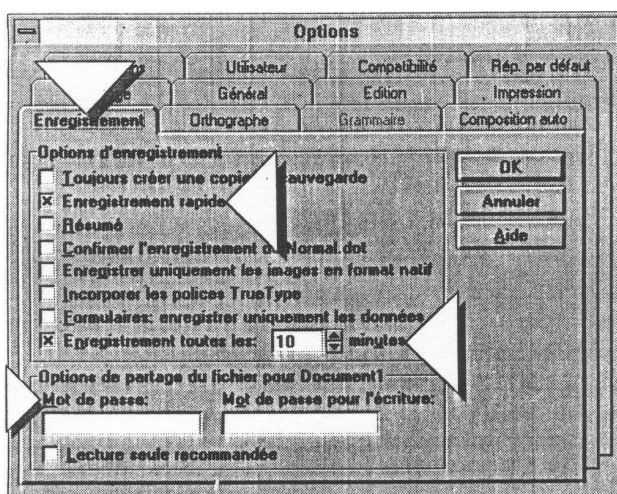 Options
Utilisateur Compatibilité Rép. par défaut
Général Edition Impression
Enregistrement Orthographe Grammaire Composition auto
Options d'enregistrement
Toujours créer une copie sauvegarde
Enregistrement rapide
Résumé
Confirmer l'enregistrement Normal.dot
Enregistrer uniquement les images en format natif
Incorporer les polices TrueType
Formulaires: enregistrer uniquement les données
Enregistrement toutes les: 10 minutes
OK
Annuler
Aide
Options de partage du fichier pour Document1
Mot de passe: Mot de passe pour l'écriture:
Lecture seule recommandée